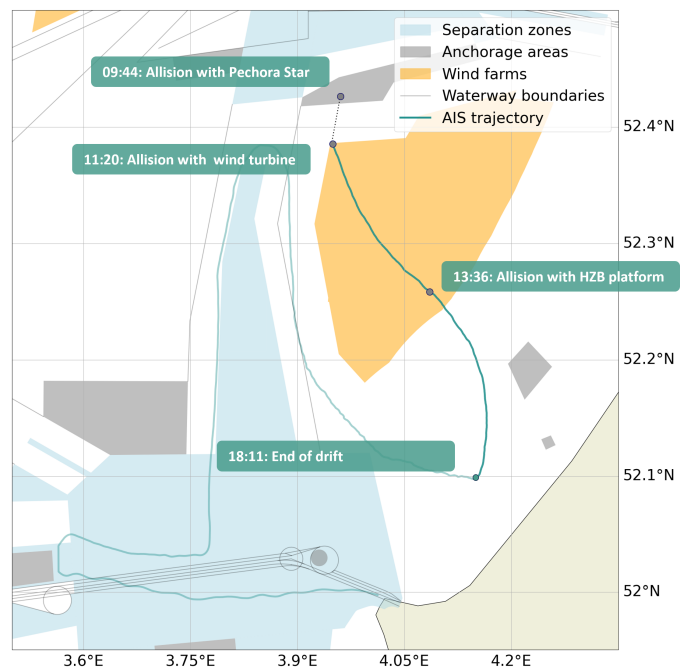 Separation zones
Anchorage areas
Wind farms
Waterway boundaries
AIS trajectory
09:44: Allision with Pechora Star
11:20: Allision with wind turbine
13:36: Allision with HZB platform
18:11: End of drift
52.4°N
52.3°N
52.2°N
52.1°N
52°N
3.6°E 3.75°E 3.9°E 4.05°E 4.2°E